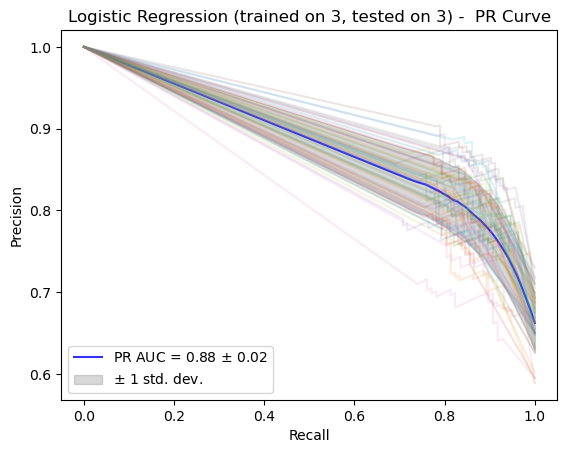 Logistic Regression (trained on 3, tested on 3) -  PR Curve
1.0
0.9
0.8
0.7
0.6
Precision
PR AUC = 0.88 ± 0.02
± 1 std. dev.
0.0 0.2 0.4 0.6 0.8 1.0
Recall